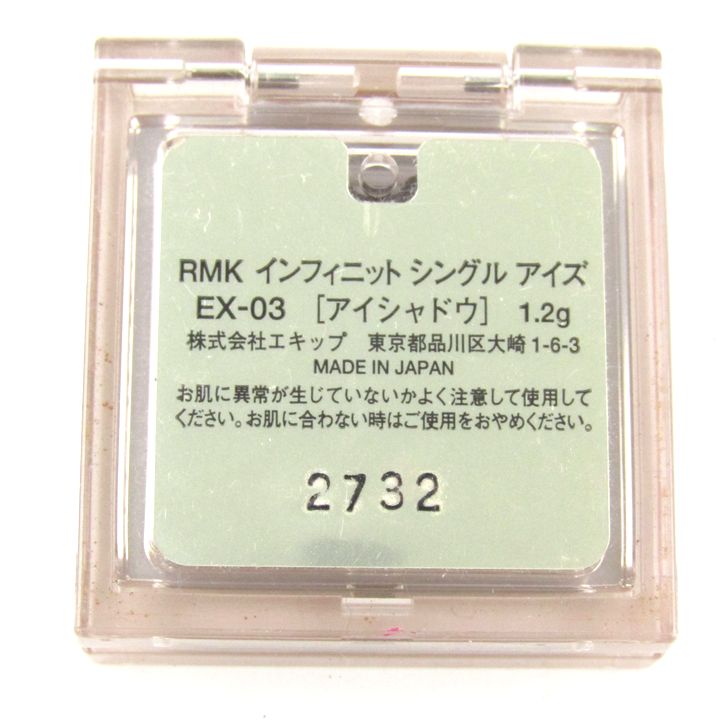 RMK インフィニット シングル アイズ
EX-03 [アイシャドウ] 1.2g
株式会社エキップ 東京都品川区大崎1-6-3
MADE IN JAPAN
お肌に異常が生じていないかよく注意して使用して
ください。お肌に合わない時はご使用をおやめください。
2732